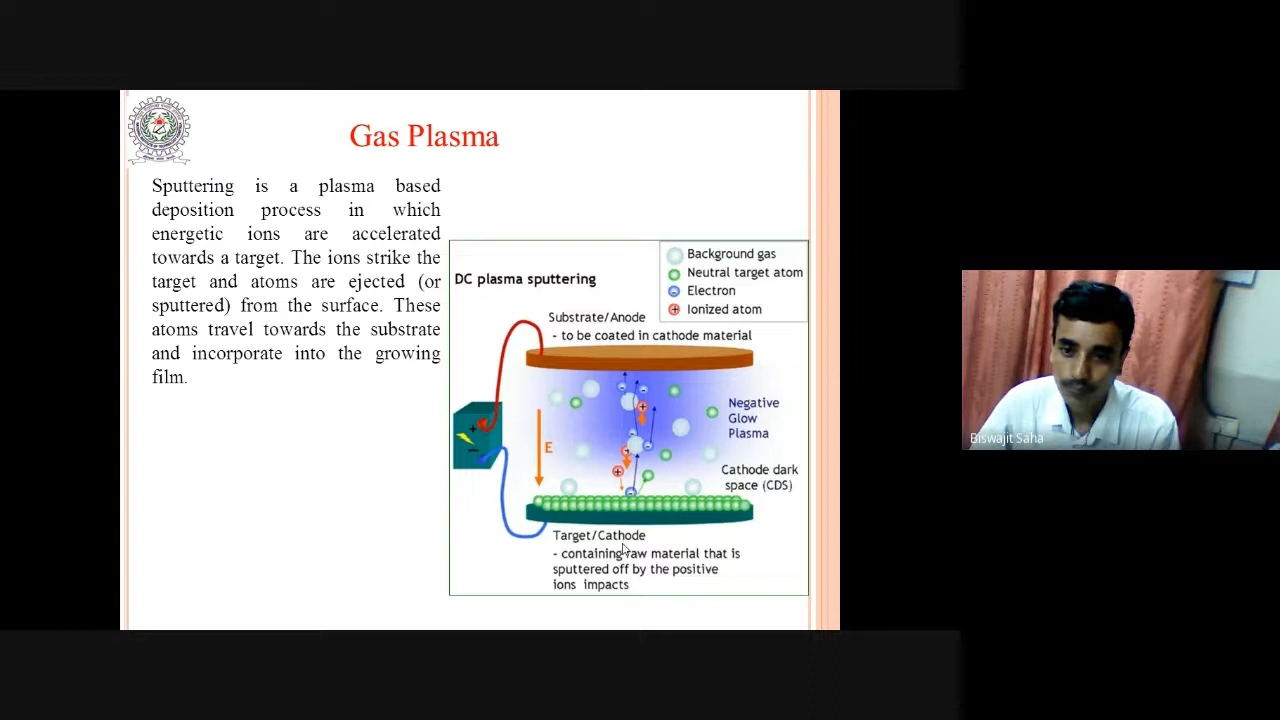 Gas Plasma
Sputtering is a plasma based
deposition process in which
energetic ions are accelerated
towards a target. The ions strike the
target and atoms are ejected (or
sputtered) from the surface. These
atoms travel towards the substrate
and incorporate into the growing
film.
DC plasma sputtering
Background gas
Neutral target atom
Electron
Ionized atom
Substrate/Anode
- to be coated in cathode material
+
-
E
Negative
Glow
Plasma
Cathode dark
space (CDS)
Target/Cathode
- containing raw material that is
sputtered off by the positive
ions impacts
Biswajit Saha